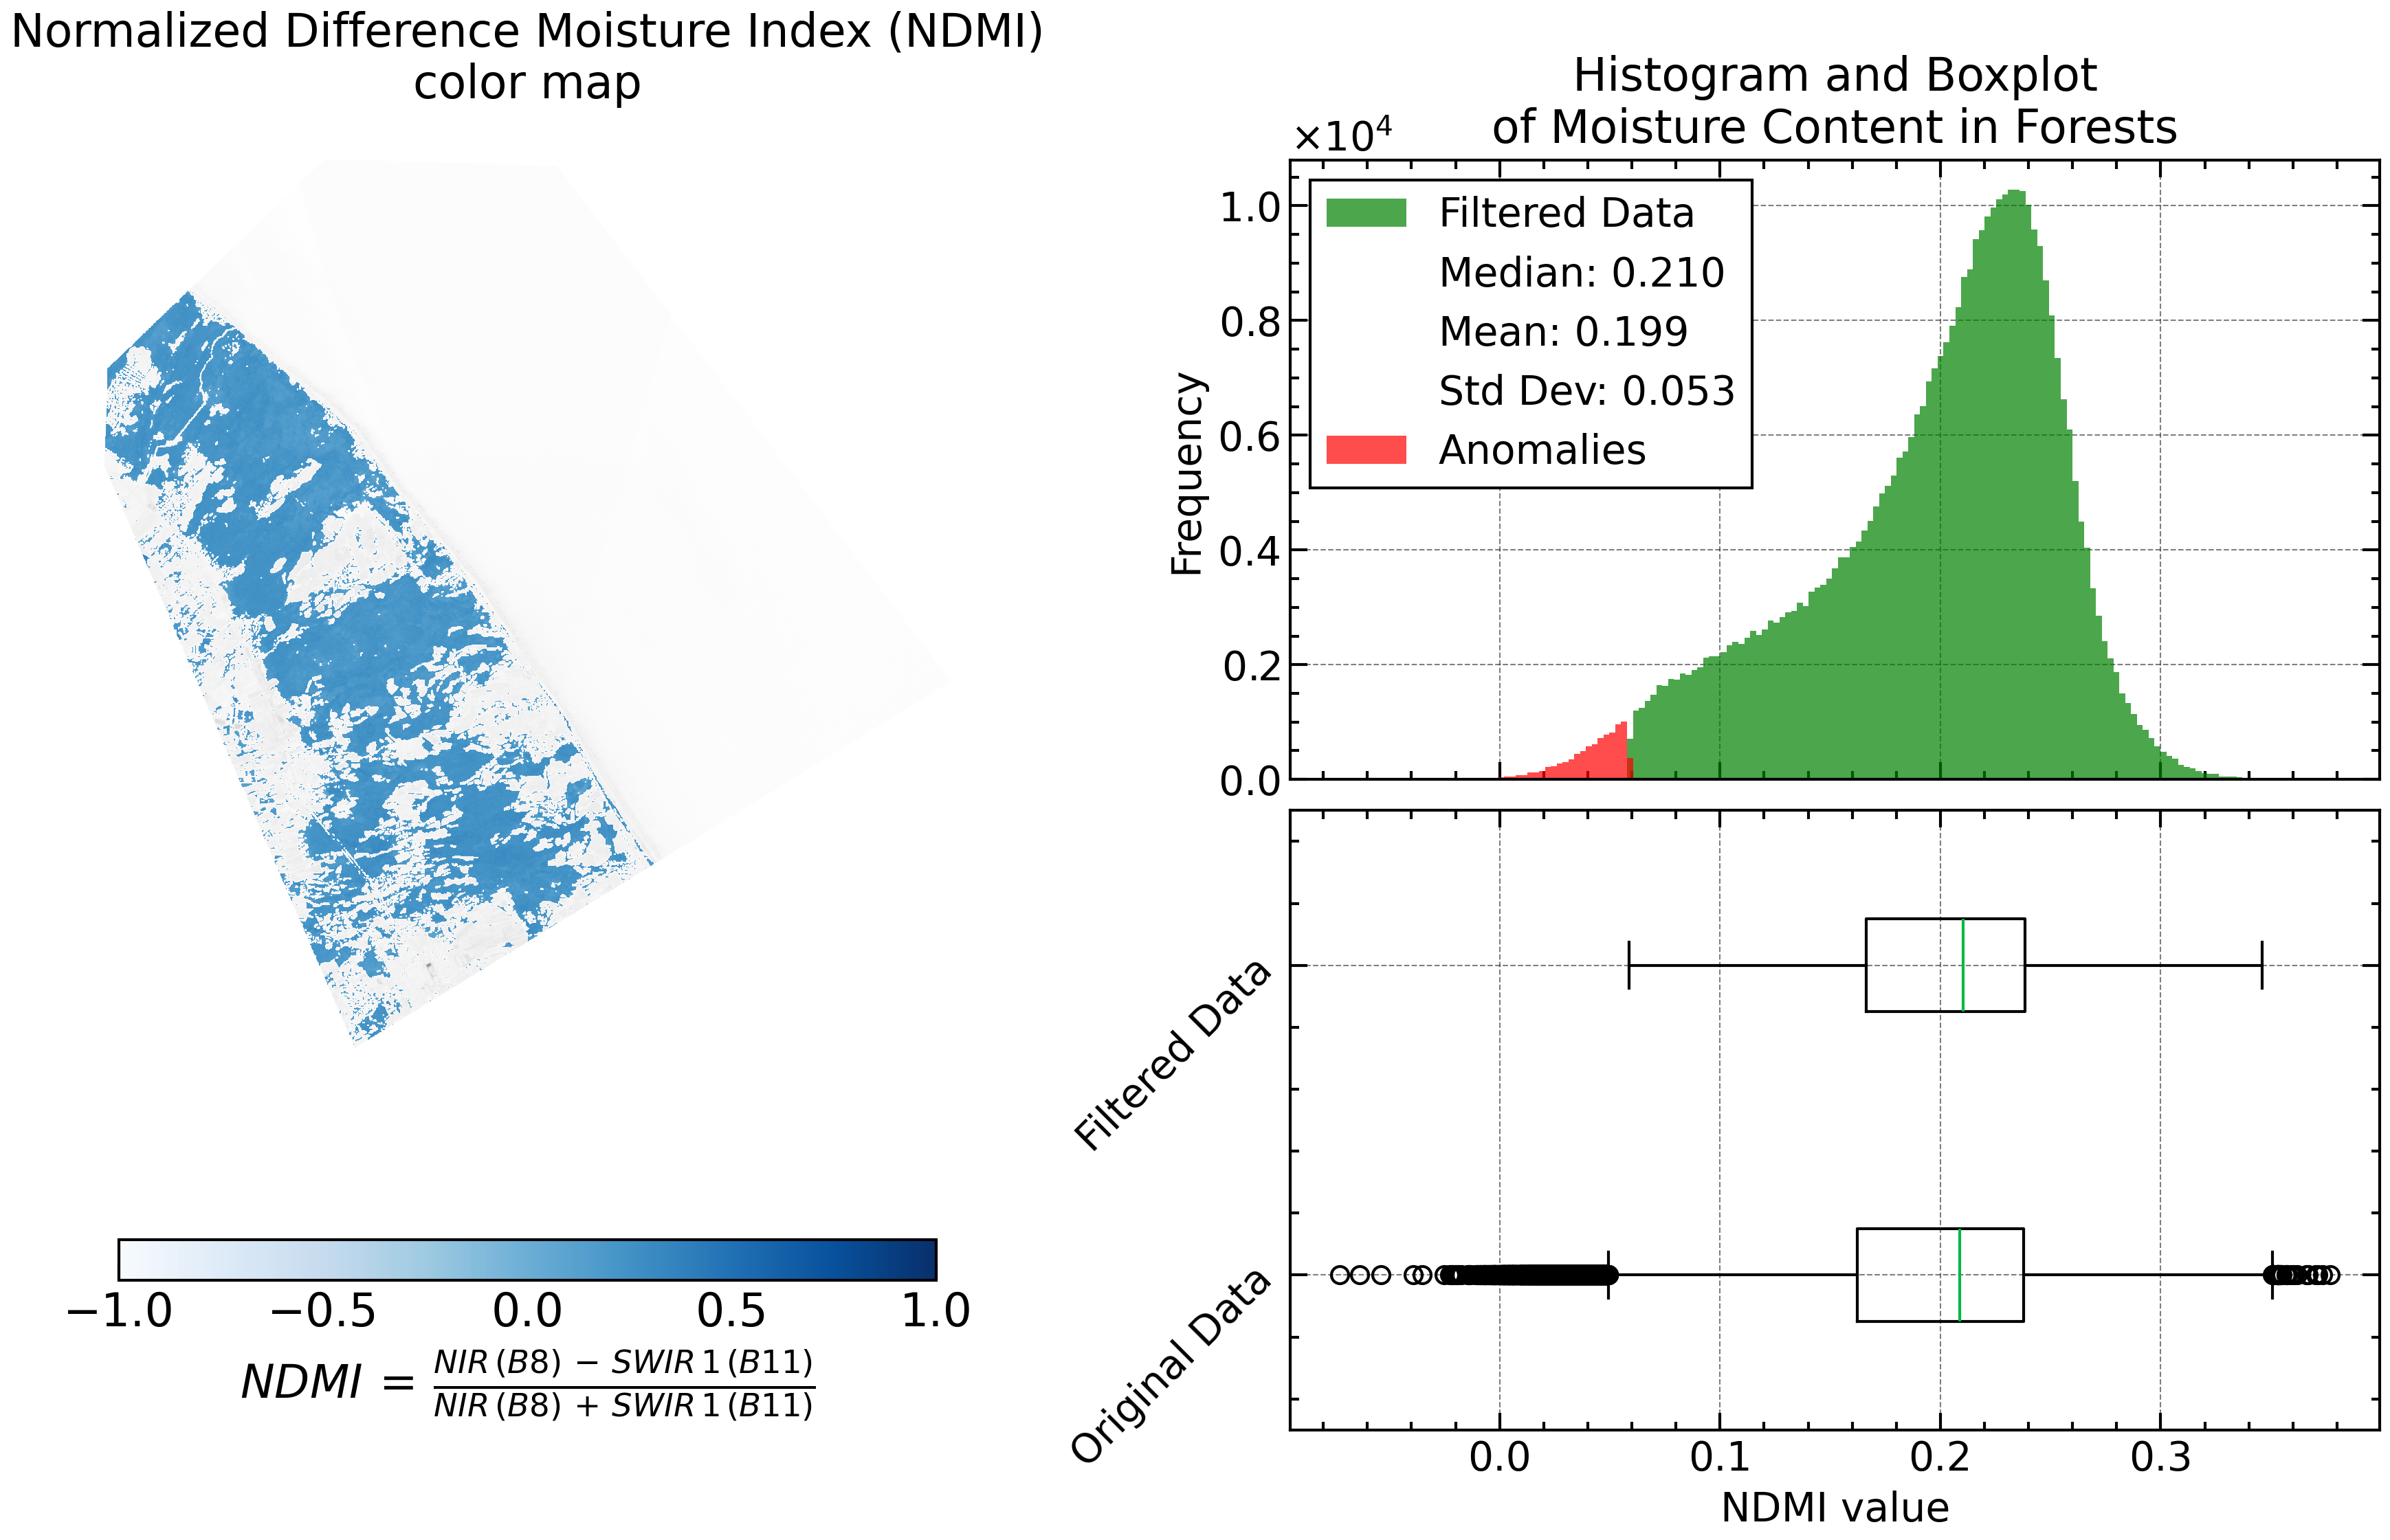 Normalized Difference Moisture Index (NDMI)
color map
−1.0 −0.5 0.0 0.5 1.0
NDMI = NIR (B8) − SWIR 1 (B11) / NIR (B8) + SWIR 1 (B11)
Histogram and Boxplot
of Moisture Content in Forests
×10⁴
1.0
0.8
0.6
0.4
0.2
0.0
Frequency
Filtered Data
Median: 0.210
Mean: 0.199
Std Dev: 0.053
Anomalies
Filtered Data
Original Data
0.0 0.1 0.2 0.3
NDMI value